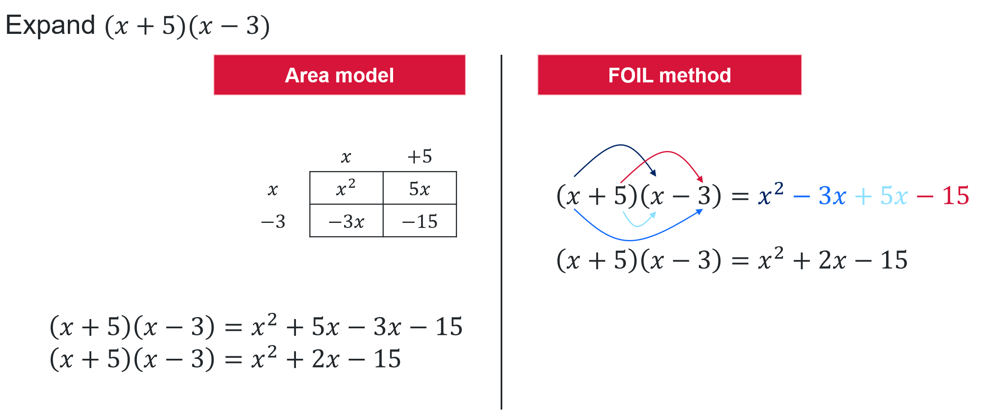 Expand (x + 5)(x − 3)
Area model
x +5
x x² 5x
−3 −3x −15
(x + 5)(x − 3) = x² + 5x − 3x − 15
(x + 5)(x − 3) = x² + 2x − 15
FOIL method
(x + 5)(x − 3) = x² − 3x + 5x − 15
(x + 5)(x − 3) = x² + 2x − 15